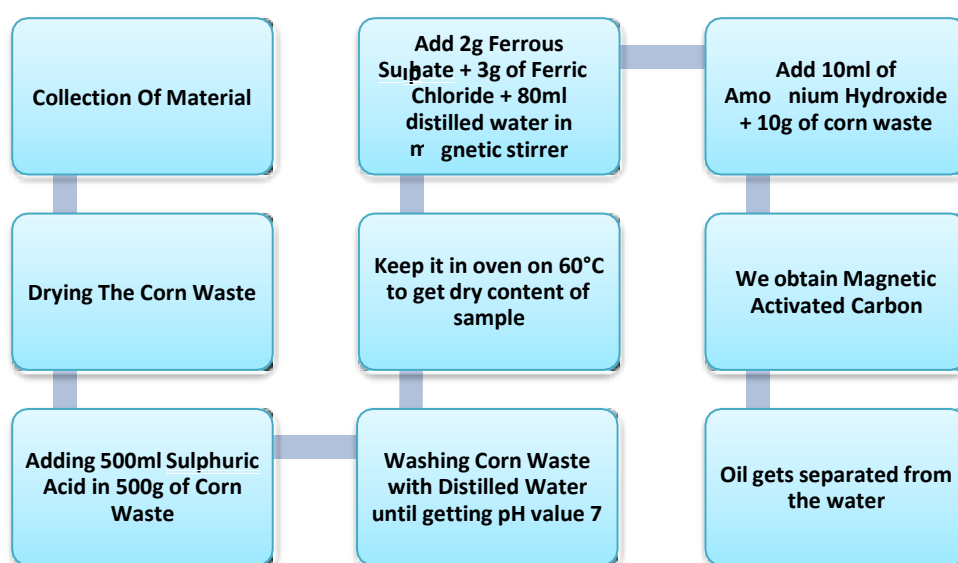 Collection Of Material
Drying The Corn Waste
Adding 500ml Sulphuric
Acid in 500g of Corn
Waste
Washing Corn Waste
with Distilled Water
until getting pH value 7
Keep it in oven on 60°C
to get dry content of
sample
Add 2g Ferrous
Sulphate + 3g of Ferric
Chloride + 80ml
distilled water in
m gnetic stirrer
Add 10ml of
Amo nium Hydroxide
+ 10g of corn waste
We obtain Magnetic
Activated Carbon
Oil gets separated from
the water